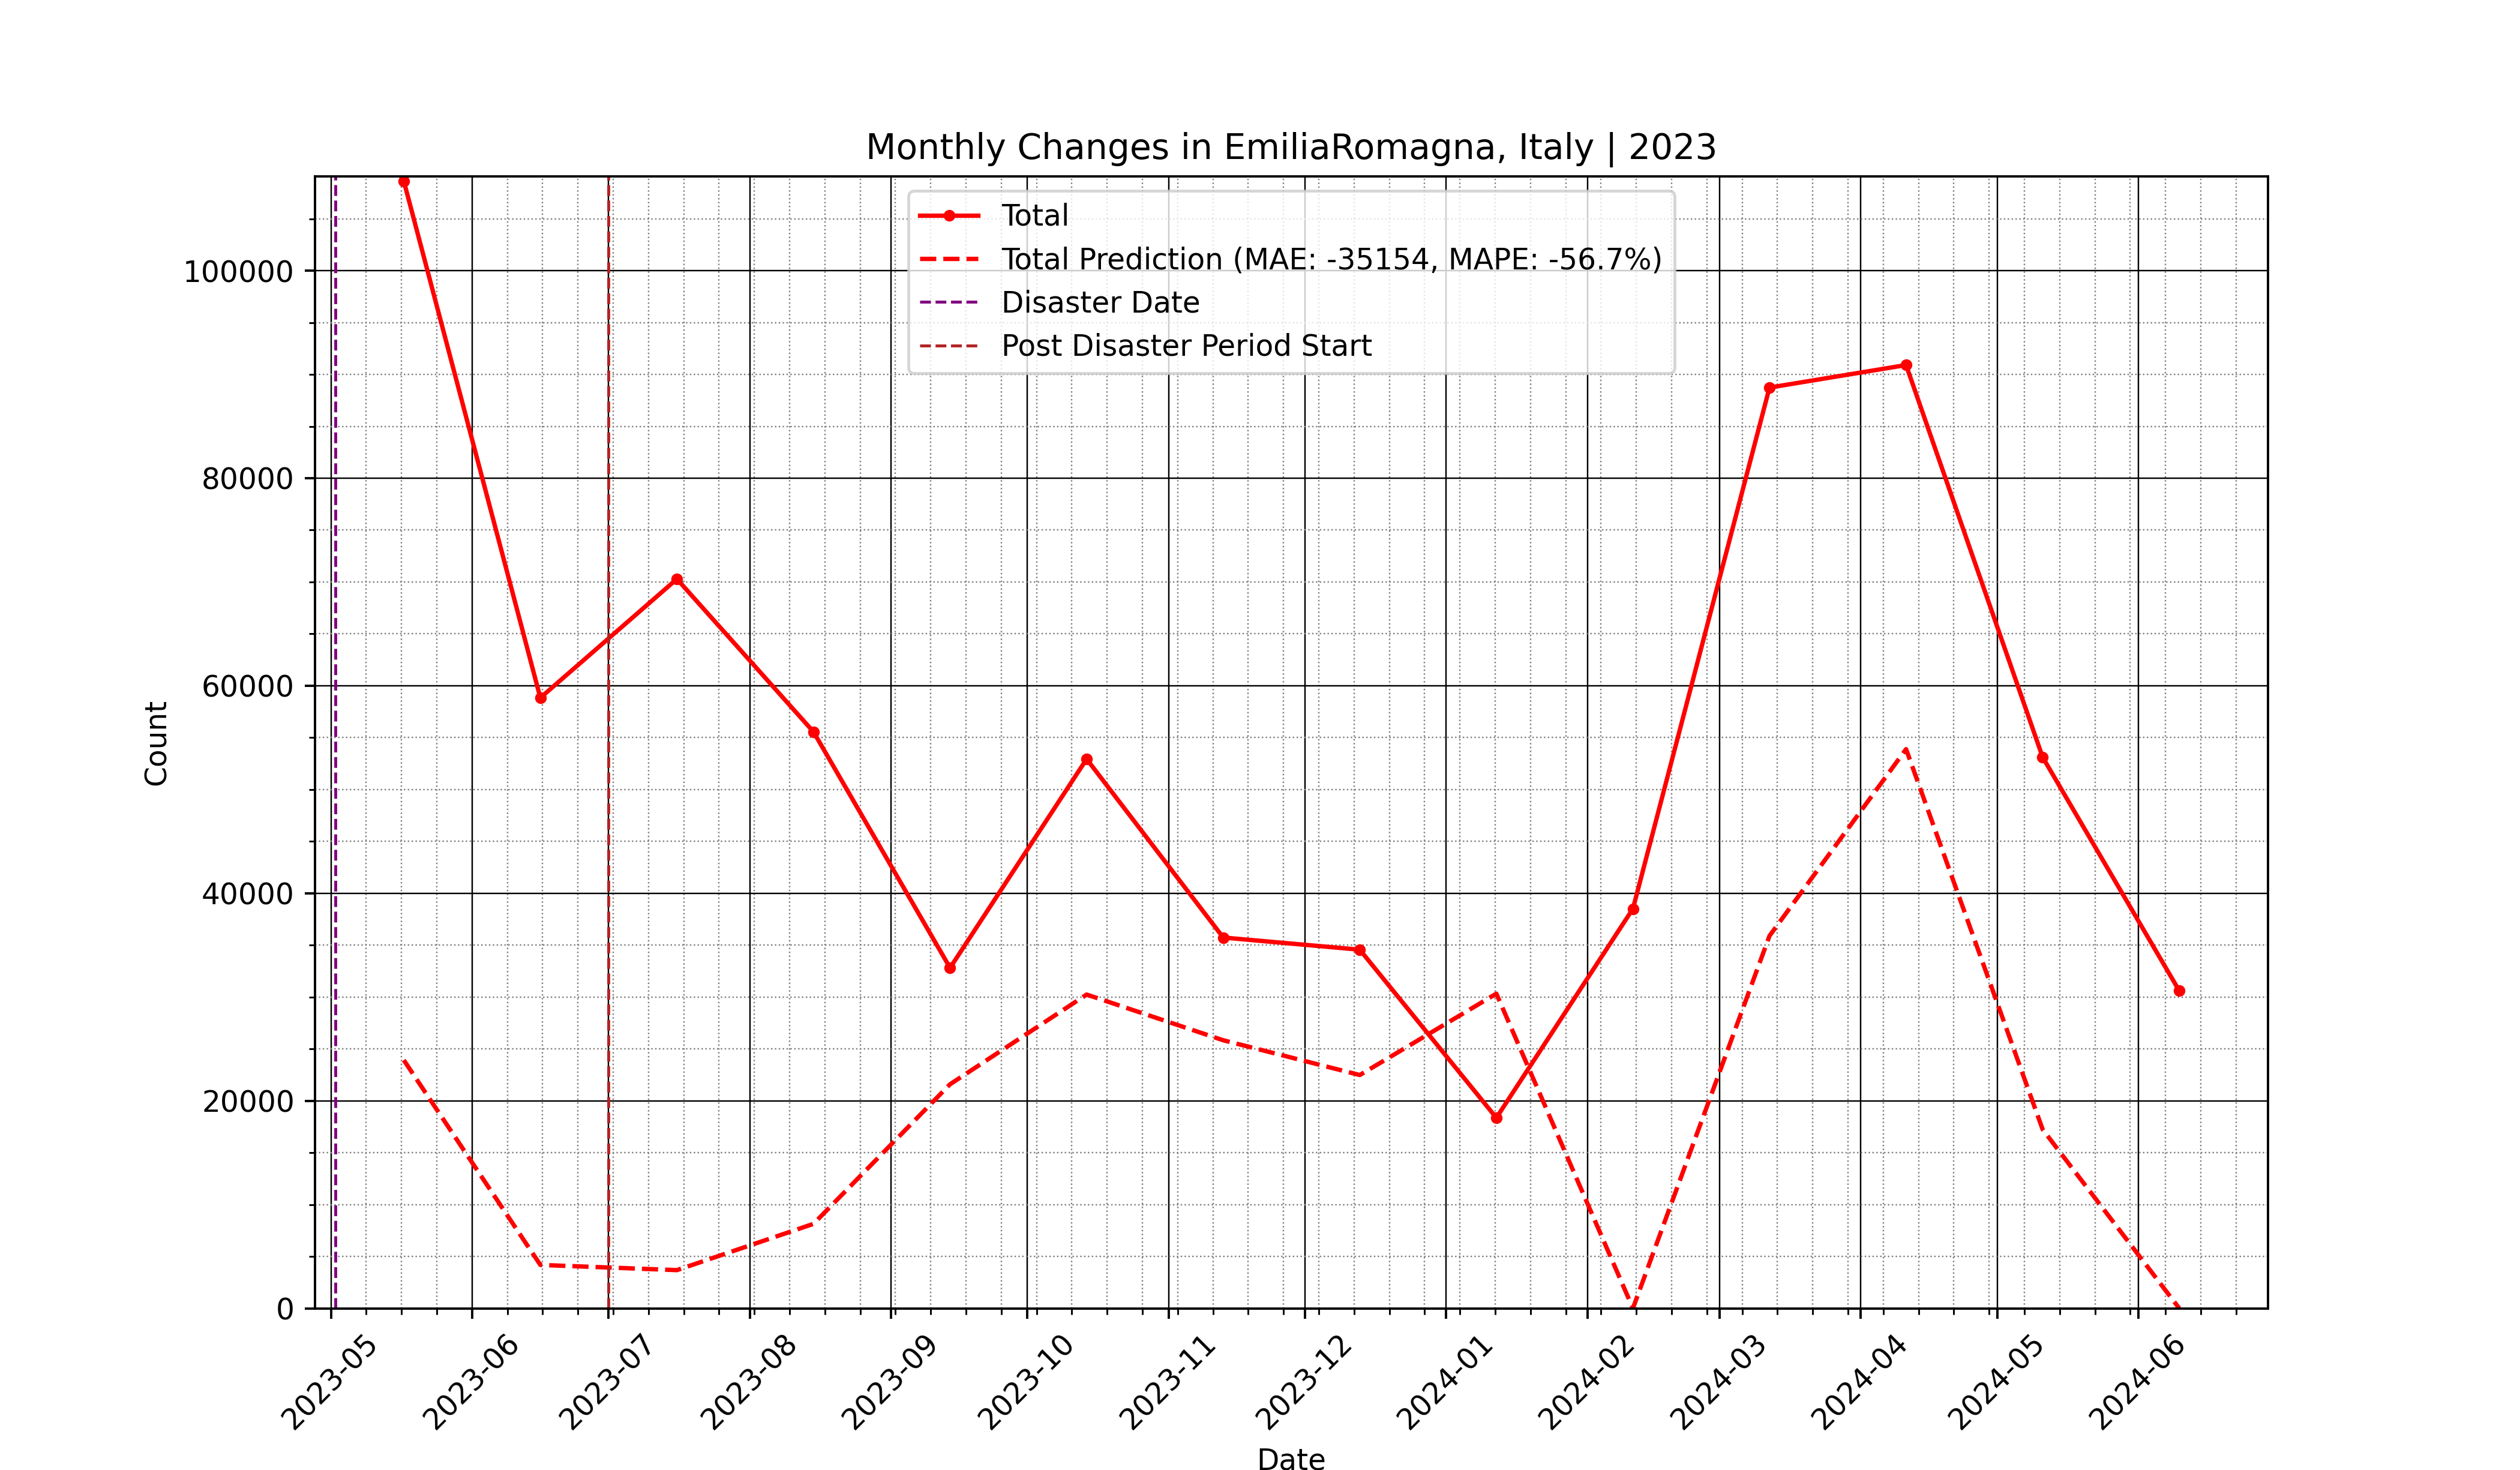 Monthly Changes in EmiliaRomagna, Italy | 2023
Total
Total Prediction (MAE: -35154, MAPE: -56.7%)
Disaster Date
Post Disaster Period Start
Count
100000
80000
60000
40000
20000
0
2023-05
2023-06
2023-07
2023-08
2023-09
2023-10
2023-11
2023-12
2024-01
2024-02
2024-03
2024-04
2024-05
2024-06
Date